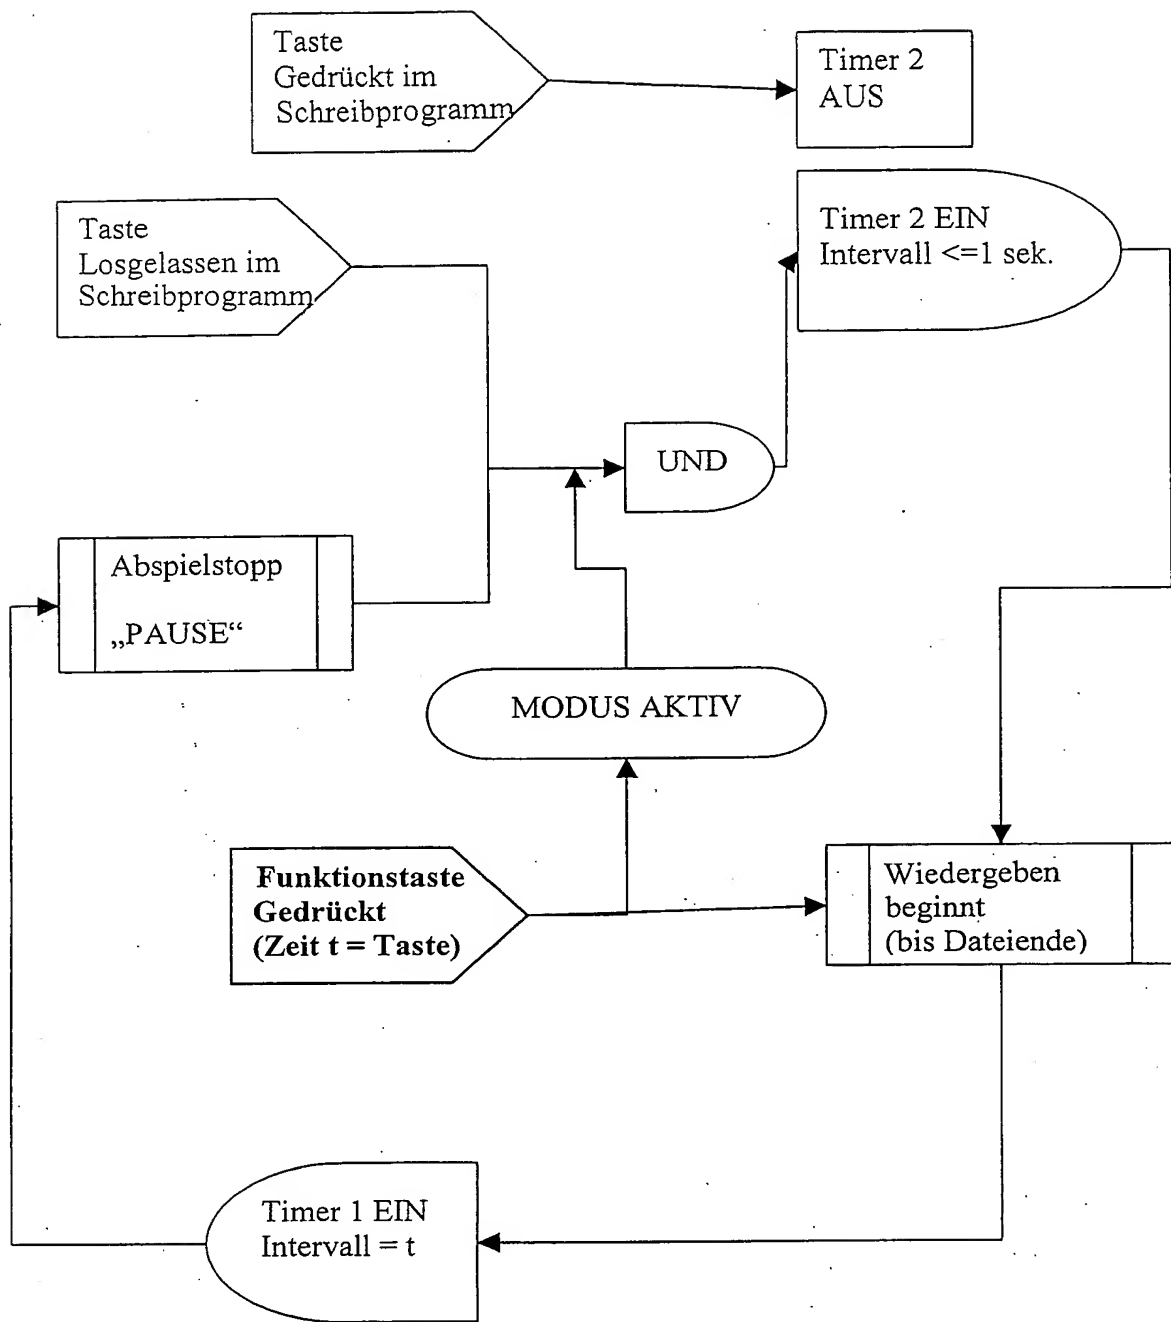 Taste
Gedrückt im
Schreibprogramm
Timer 2
AUS
Taste
Losgelassen im
Schreibprogramm
Timer 2 EIN
Intervall <=1 sek.
UND
Abspielstopp
„PAUSE“
MODUS AKTIV
Funktionstaste
Gedrückt
(Zeit t = Taste)
Wiedergeben
beginnt
(bis Dateiende)
Timer 1 EIN
Intervall = t